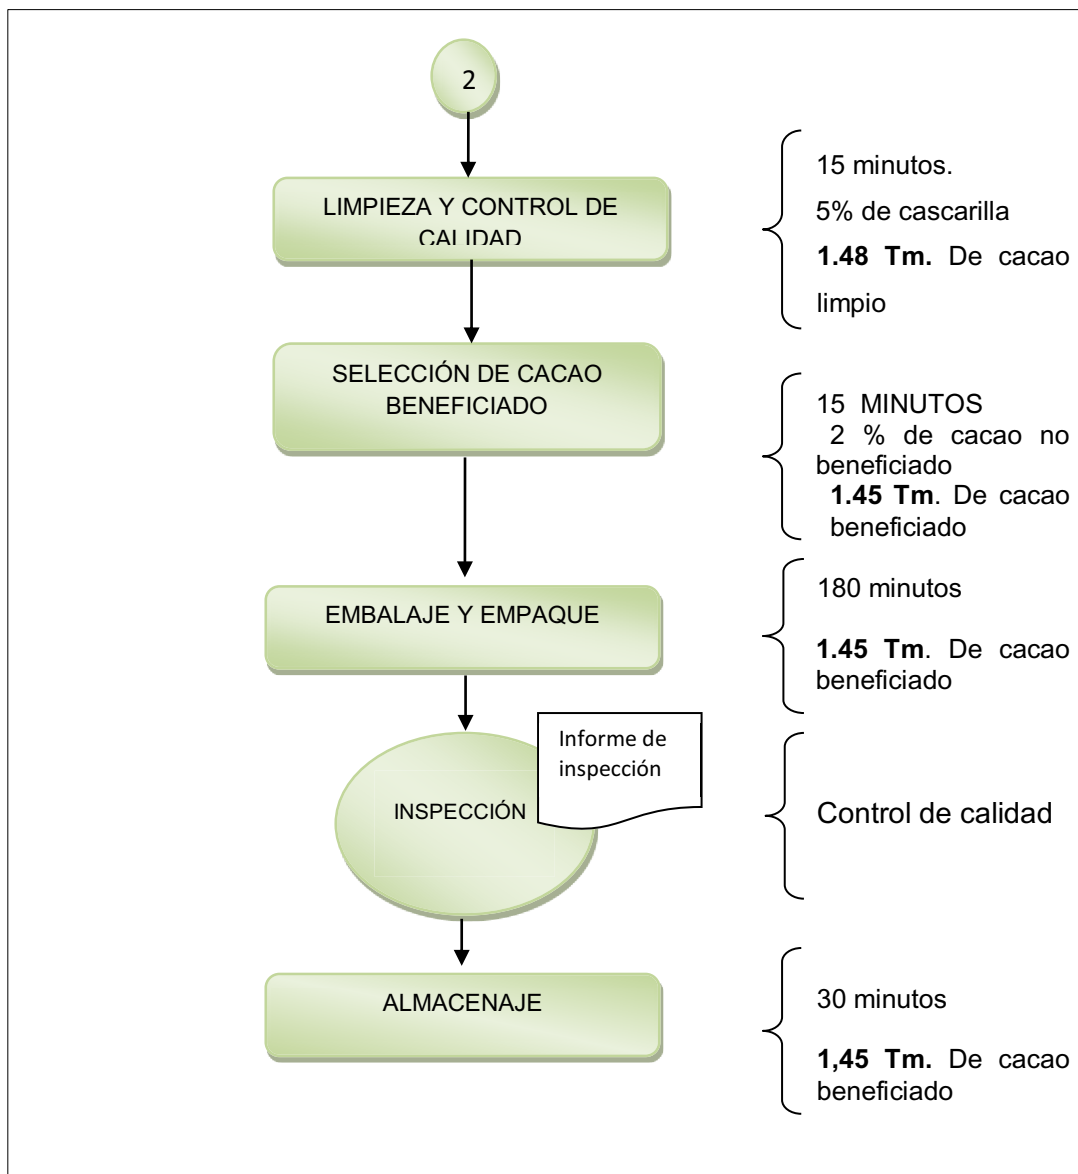 2
LIMPIEZA Y CONTROL DE
CALIDAD
15 minutos.
5% de cascarilla
1.48 Tm. De cacao
limpio
SELECCIÓN DE CACAO
BENEFICIADO
15 MINUTOS
2 % de cacao no
beneficiado
1.45 Tm. De cacao
beneficiado
EMBALAJE Y EMPAQUE
180 minutos
1.45 Tm. De cacao
beneficiado
INSPECCIÓN
Informe de
inspección
Control de calidad
ALMACENAJE
30 minutos
1,45 Tm. De cacao
beneficiado